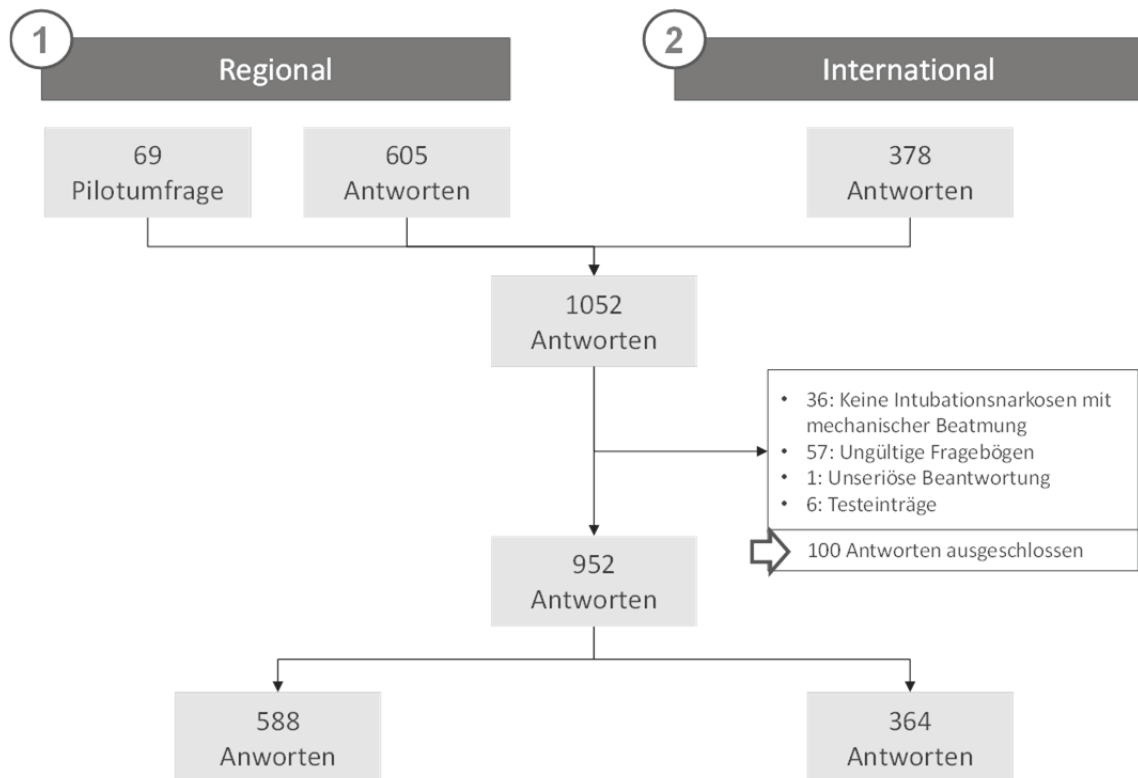 1
Regional
2
International
69
Pilotumfrage
605
Antworten
378
Antworten
1052
Antworten
• 36: Keine Intubationsnarkosen mit
mechanischer Beatmung
• 57: Ungültige Fragebögen
• 1: Unseriöse Beantwortung
• 6: Testeinträge
100 Antworten ausgeschlossen
952
Antworten
588
Anworten
364
Antworten